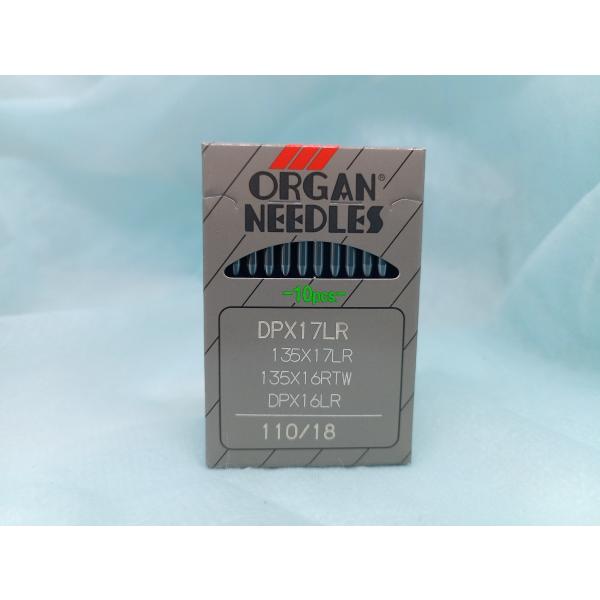 ORGAN®
NEEDLES
-10pcs.-
DPX17LR
135X17LR
135X16RTW
DPX16LR
110/18